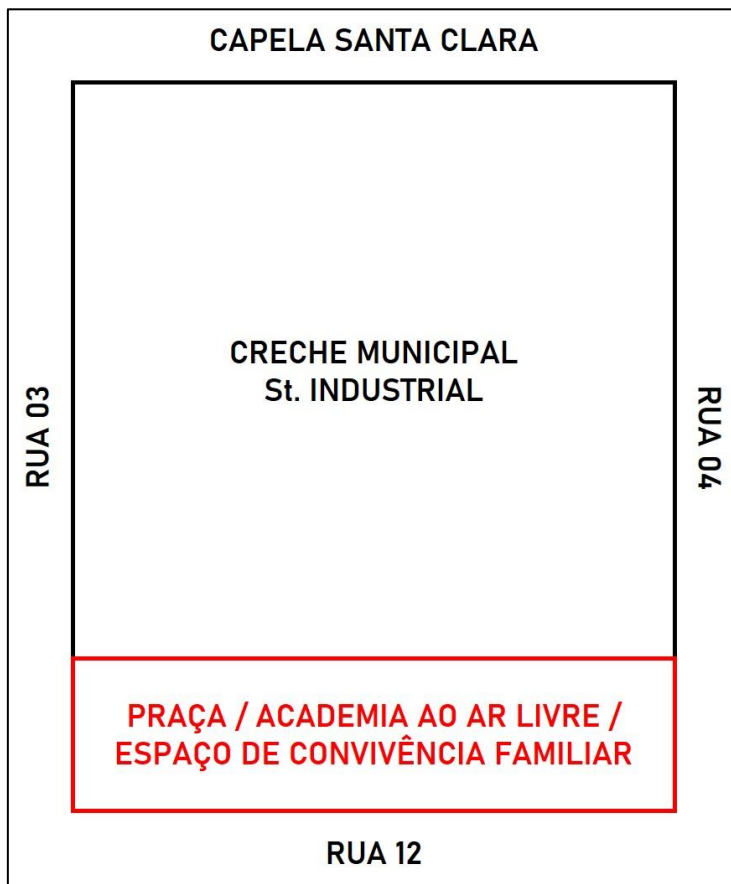 CAPELA SANTA CLARA
CRECHE MUNICIPAL
St. INDUSTRIAL
RUA 03
RUA 04
PRAÇA / ACADEMIA AO AR LIVRE /
ESPAÇO DE CONVIVÊNCIA FAMILIAR
RUA 12